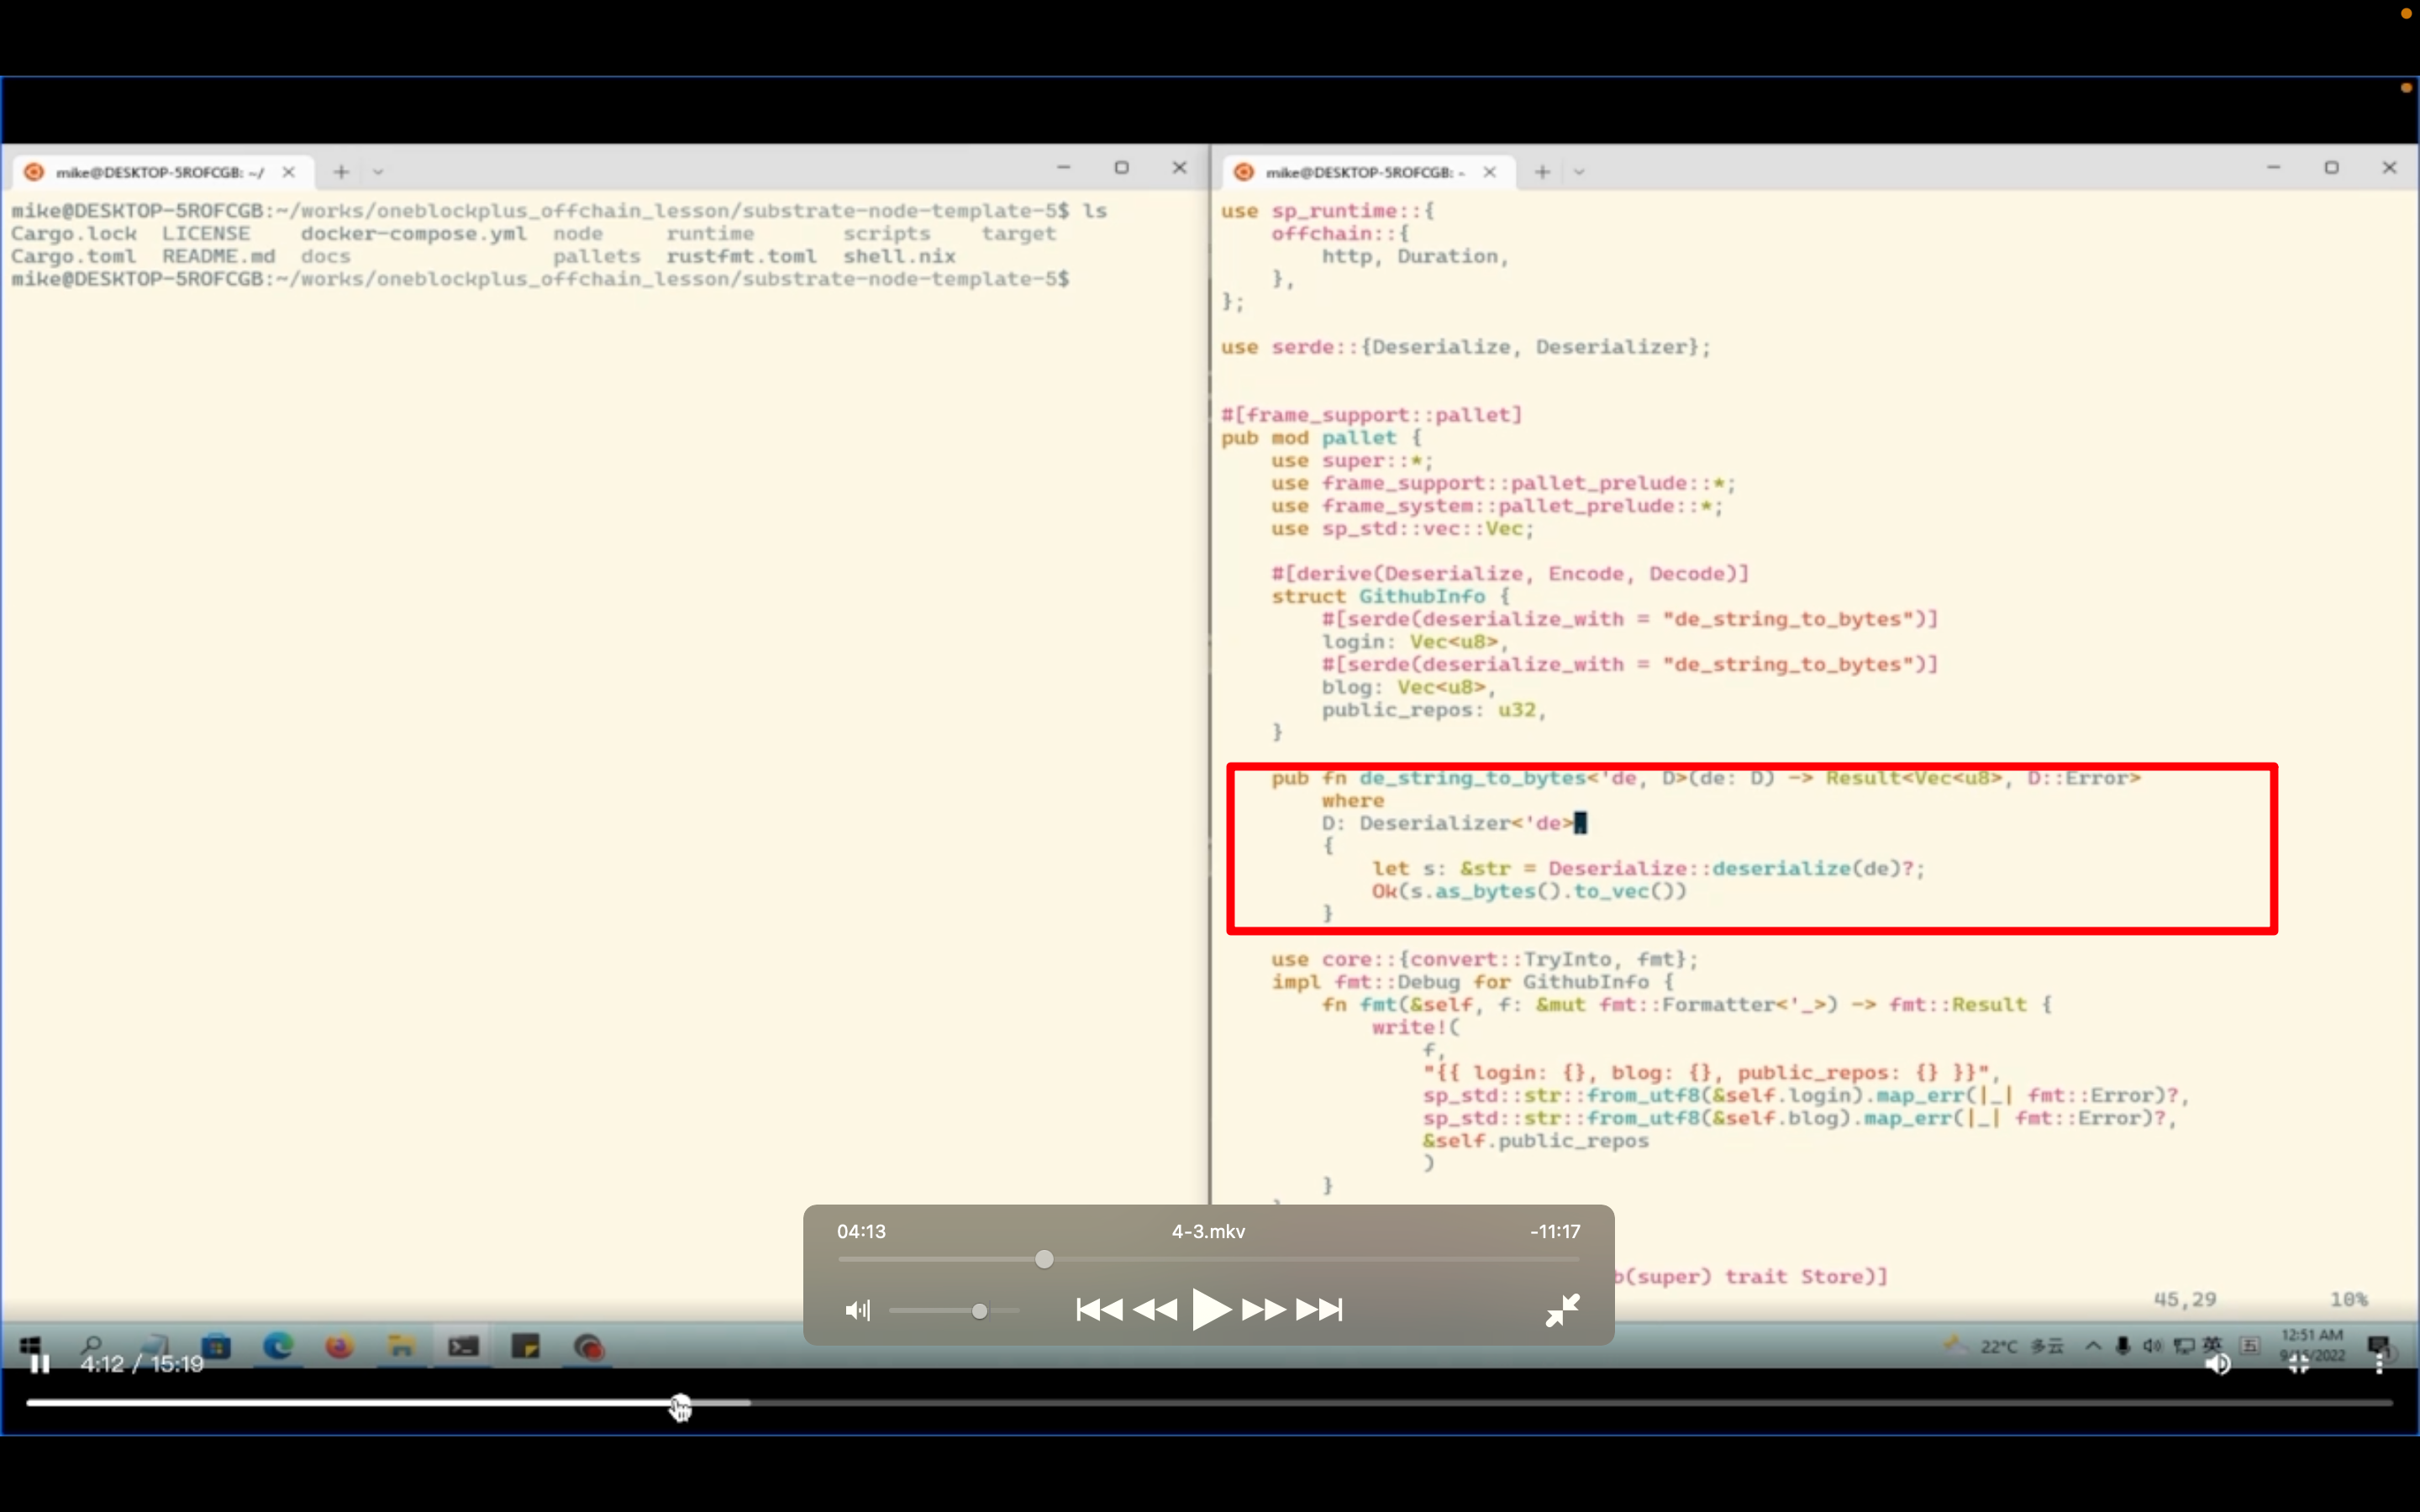 mike@DESKTOP-5ROFCGB: ~/
mike@DESKTOP-5ROFCGB:~/works/oneblockplus_offchain_lesson/substrate-node-template-5$ ls
Cargo.lock  LICENSE    docker-compose.yml  node     runtime       scripts    target
Cargo.toml  README.md  docs                pallets  rustfmt.toml  shell.nix
mike@DESKTOP-5ROFCGB:~/works/oneblockplus_offchain_lesson/substrate-node-template-5$
mike@DESKTOP-5ROFCGB: ~
use sp_runtime::{
    offchain::{
        http, Duration,
    },
};
use serde::{Deserialize, Deserializer};
#[frame_support::pallet]
pub mod pallet {
    use super::*;
    use frame_support::pallet_prelude::*;
    use frame_system::pallet_prelude::*;
    use sp_std::vec::Vec;
    #[derive(Deserialize, Encode, Decode)]
    struct GithubInfo {
        #[serde(deserialize_with = "de_string_to_bytes")]
        login: Vec<u8>,
        #[serde(deserialize_with = "de_string_to_bytes")]
        blog: Vec<u8>,
        public_repos: u32,
    }
    pub fn de_string_to_bytes<'de, D>(de: D) -> Result<Vec<u8>, D::Error>
        where
        D: Deserializer<'de>,
        {
            let s: &str = Deserialize::deserialize(de)?;
            Ok(s.as_bytes().to_vec())
        }
    use core::{convert::TryInto, fmt};
    impl fmt::Debug for GithubInfo {
        fn fmt(&self, f: &mut fmt::Formatter<'_>) -> fmt::Result {
            write!(
                f,
                "{{ login: {}, blog: {}, public_repos: {} }}",
                sp_std::str::from_utf8(&self.login).map_err(|_| fmt::Error)?,
                sp_std::str::from_utf8(&self.blog).map_err(|_| fmt::Error)?,
                &self.public_repos
                )
        }
b(super) trait Store)]
45,29    10%
04:13    4-3.mkv    -11:17
22°C 多云    英    五    12:51 AM
9/15/2022
4:12 / 15:19